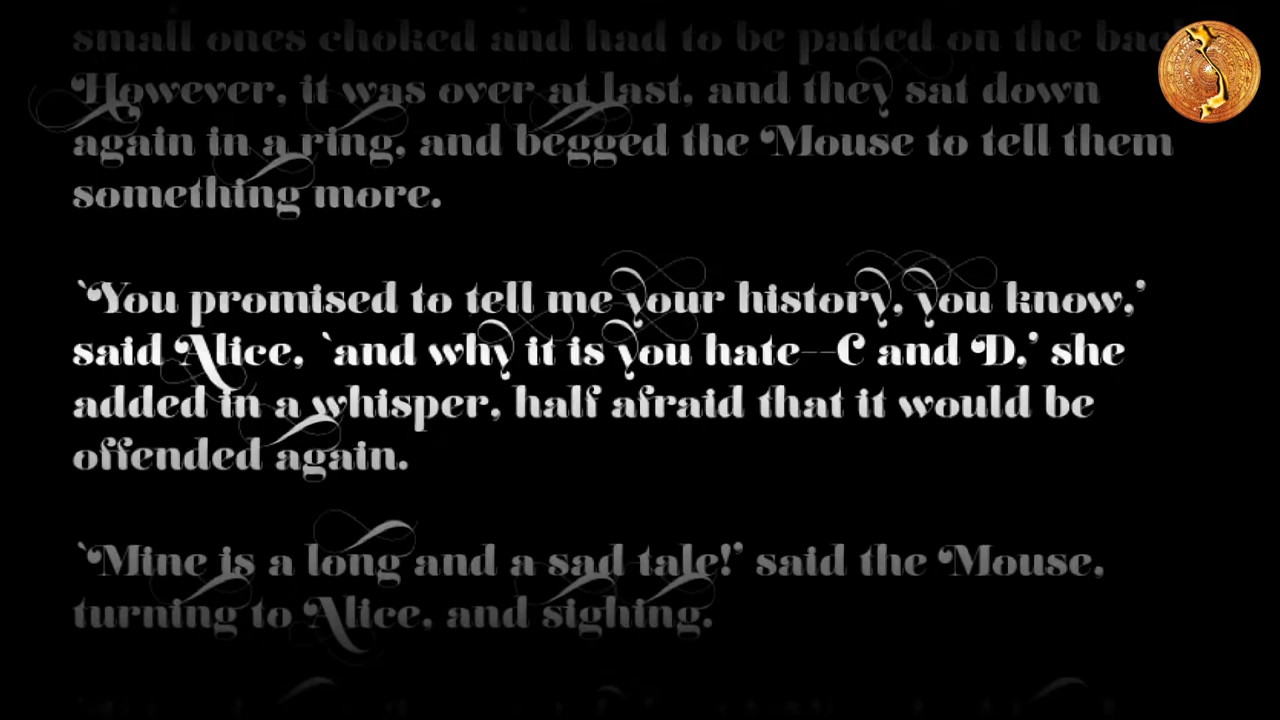 small ones choked and had to be patted on the back
However, it was over at last, and they sat down
again in a ring, and begged the Mouse to tell them
something more.
`You promised to tell me your history, you know,'
said Alice, `and why it is you hate--C and D,' she
added in a whisper, half afraid that it would be
offended again.
`Mine is a long and a sad tale!' said the Mouse,
turning to Alice, and sighing.